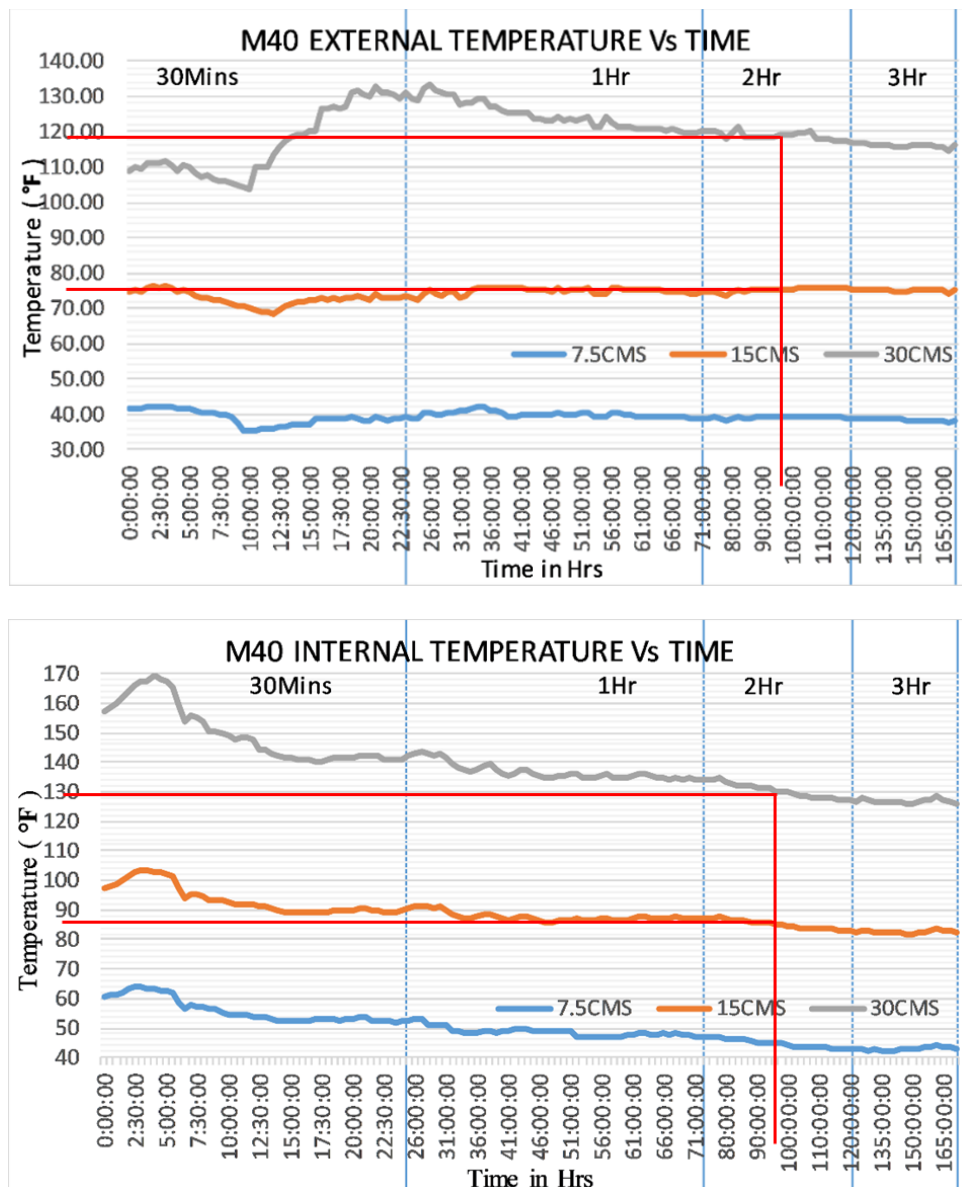 M40 EXTERNAL TEMPERATURE Vs TIME
140.00
30Mins 1Hr 2Hr 3Hr
130.00
120.00
110.00
100.00
90.00
80.00
70.00
60.00
50.00
40.00
30.00
Temperature ( °F )
7.5CMS 15CMS 30CMS
0:00:00 2:30:00 5:00:00 7:30:00 10:00:00 12:30:00 15:00:00 17:30:00 20:00:00 22:30:00 26:00:00 31:00:00 36:00:00 41:00:00 46:00:00 51:00:00 56:00:00 61:00:00 66:00:00 71:00:00 80:00:00 90:00:00 100:00:00 110:00:00 120:00:00 135:00:00 150:00:00 165:00:00
Time in Hrs
M40 INTERNAL TEMPERATURE Vs TIME
170
30Mins 1Hr 2Hr 3Hr
160
150
140
130
120
110
100
90
80
70
60
50
40
Temperature ( °F )
7.5CMS 15CMS 30CMS
0:00:00 2:30:00 5:00:00 7:30:00 10:00:00 12:30:00 15:00:00 17:30:00 20:00:00 22:30:00 26:00:00 31:00:00 36:00:00 41:00:00 46:00:00 51:00:00 56:00:00 61:00:00 66:00:00 71:00:00 80:00:00 90:00:00 100:00:00 110:00:00 120:00:00 135:00:00 150:00:00 165:00:00
Time in Hrs